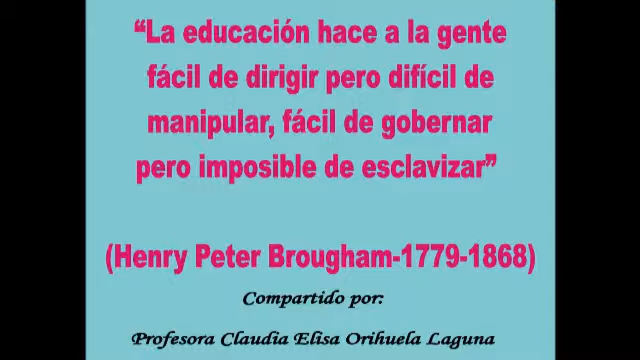 “La educación hace a la gente
fácil de dirigir pero difícil de
manipular, fácil de gobernar
pero imposible de esclavizar”
(Henry Peter Brougham-1779-1868)
Compartido por:
Profesora Claudia Elisa Orihuela Laguna